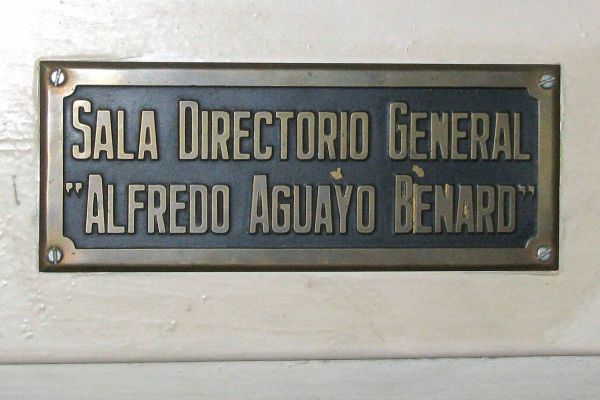 SALA DIRECTORIO GENERAL
"ALFREDO AGUAYO BENARD"